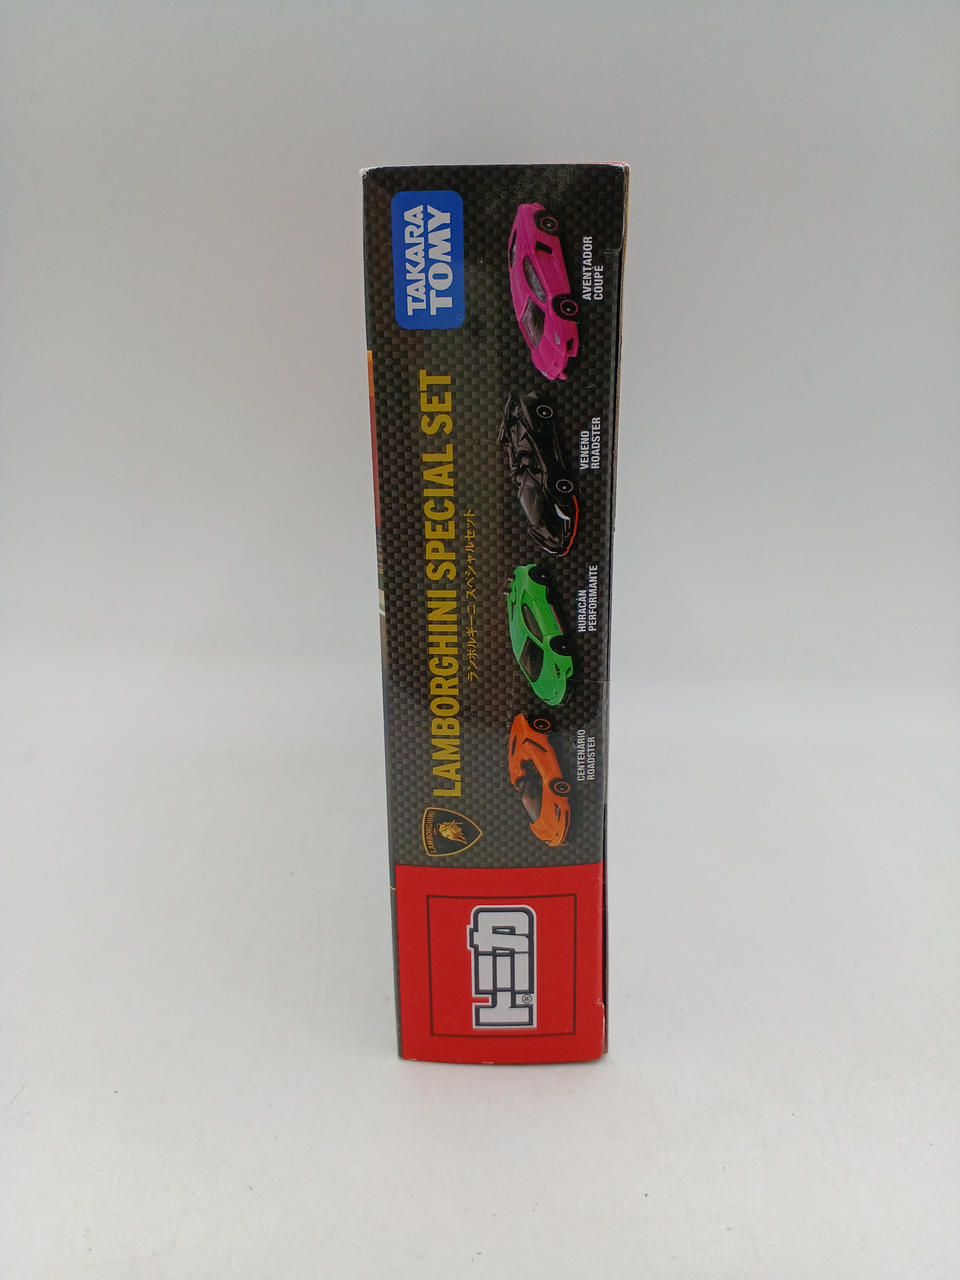 トミカ®
LAMBORGHINI
LAMBORGHINI SPECIAL SET
ランボルギーニ スペシャルセット
TAKARA
TOMY
CENTENARIO
ROADSTER
HURACÁN
PERFORMANTE
VENENO
ROADSTER
AVENTADOR
COUPÉ